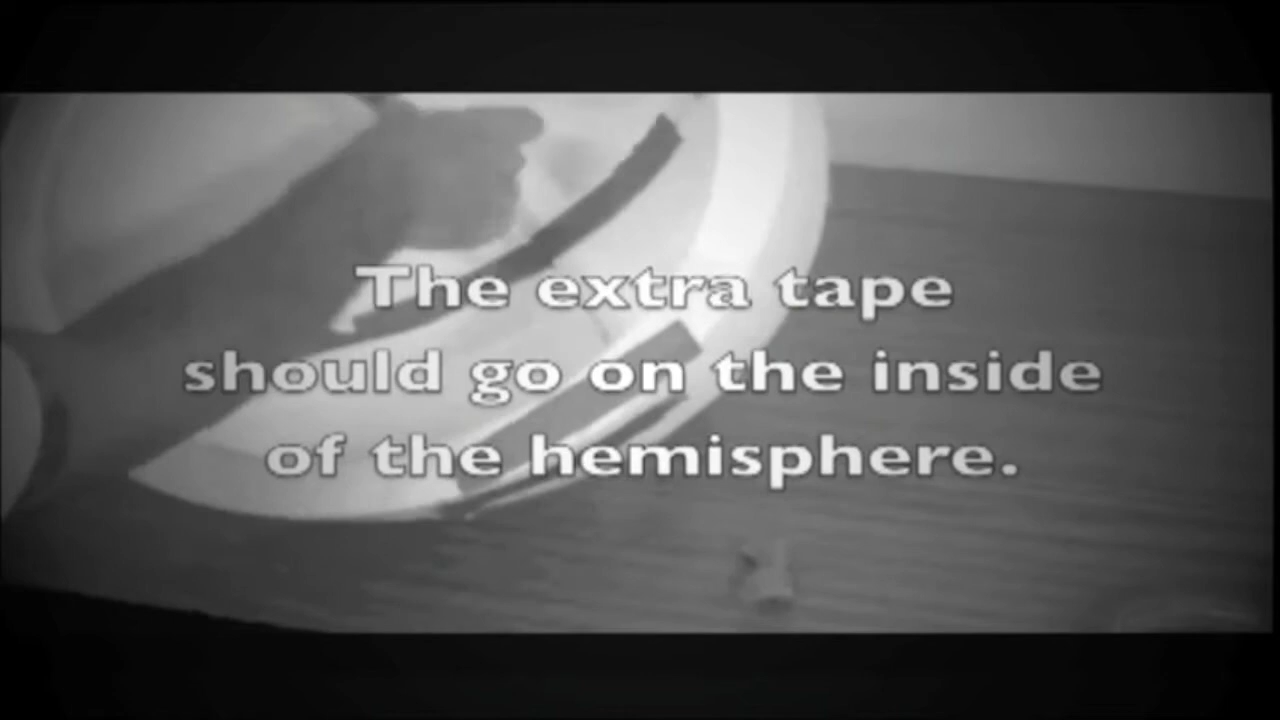 The extra tape
should go on the inside
of the hemisphere.